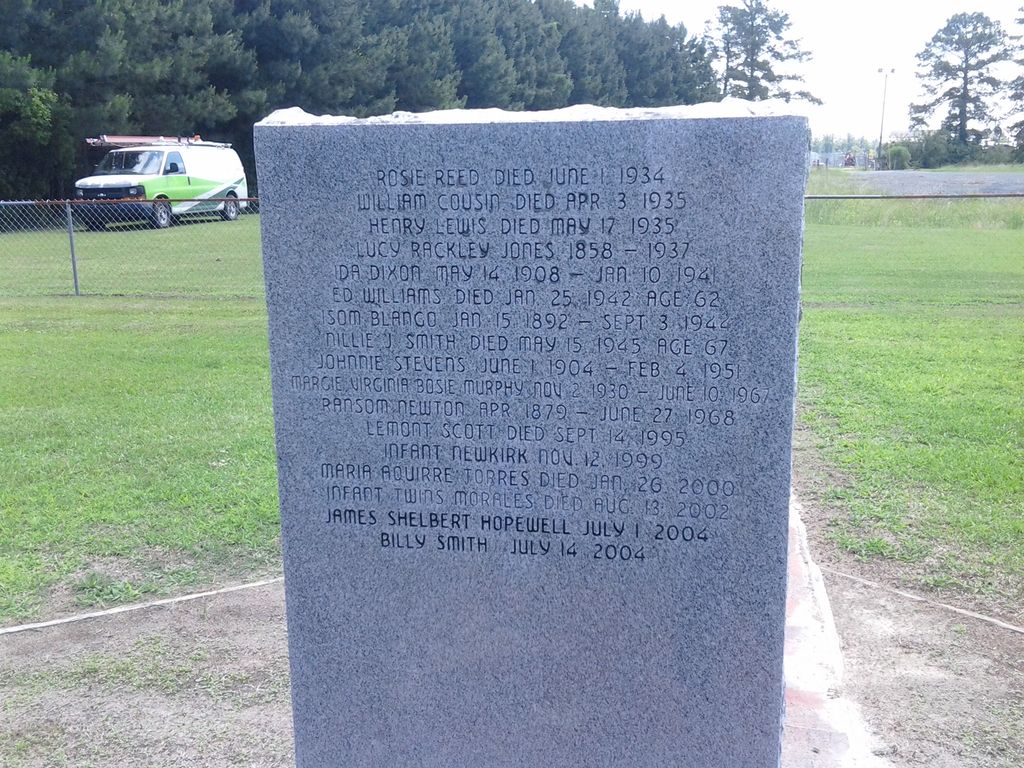 ROSIE REED DIED JUNE 1 1934
WILLIAM COUSIN DIED APR. 3 1935
HENRY LEWIS DIED MAY 17 1935
LUCY RACKLEY JONES 1858 – 1937
IDA DIXON MAY 14 1908 – JAN. 10 1941
ED WILLIAMS DIED JAN. 25 1942 AGE 62
ISOM BLANGO JAN 15 1892 – SEPT 3 1944
NILLIE J. SMITH DIED MAY 15 1945 AGE 67
JOHNNIE STEVENS JUNE 1 1904 – FEB 4 1951
MARGIE VIRGINIA BOSIE MURPHY NOV 2 1930 – JUNE 10 1967
RANSOM NEWTON APR 1879 – JUNE 27 1968
LEMONT SCOTT DIED SEPT. 14 1995
INFANT NEWKIRK NOV. 12, 1999
MARIA AQUIRRE TORRES DIED JAN. 26 2000
INFANT TWINS MORALES DIED AUG. 13, 2002
JAMES SHELBERT HOPEWELL JULY 1 2004
BILLY SMITH JULY 14 2004